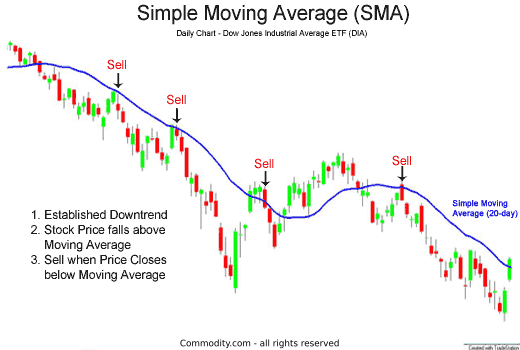 Simple Moving Average (SMA)
Daily Chart - Dow Jones Industrial Average ETF (DIA)
Sell
Sell
Sell
Sell
Simple Moving
Average (20-day)
1. Established Downtrend
2. Stock Price falls above
Moving Average
3. Sell when Price Closes
below Moving Average
Commodity.com - all rights reserved
Created with TradeStation